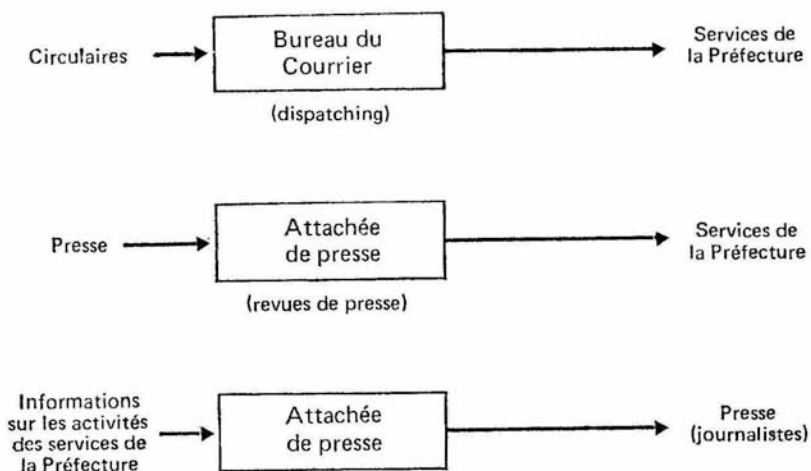 Circulaires
Bureau du
Courrier
(dispatching)
Services de
la Préfecture
Presse
Attachée
de presse
(revues de presse)
Services de
la Préfecture
Informations
sur les activités
des services de
la Préfecture
Attachée
de presse
Presse
(journalistes)